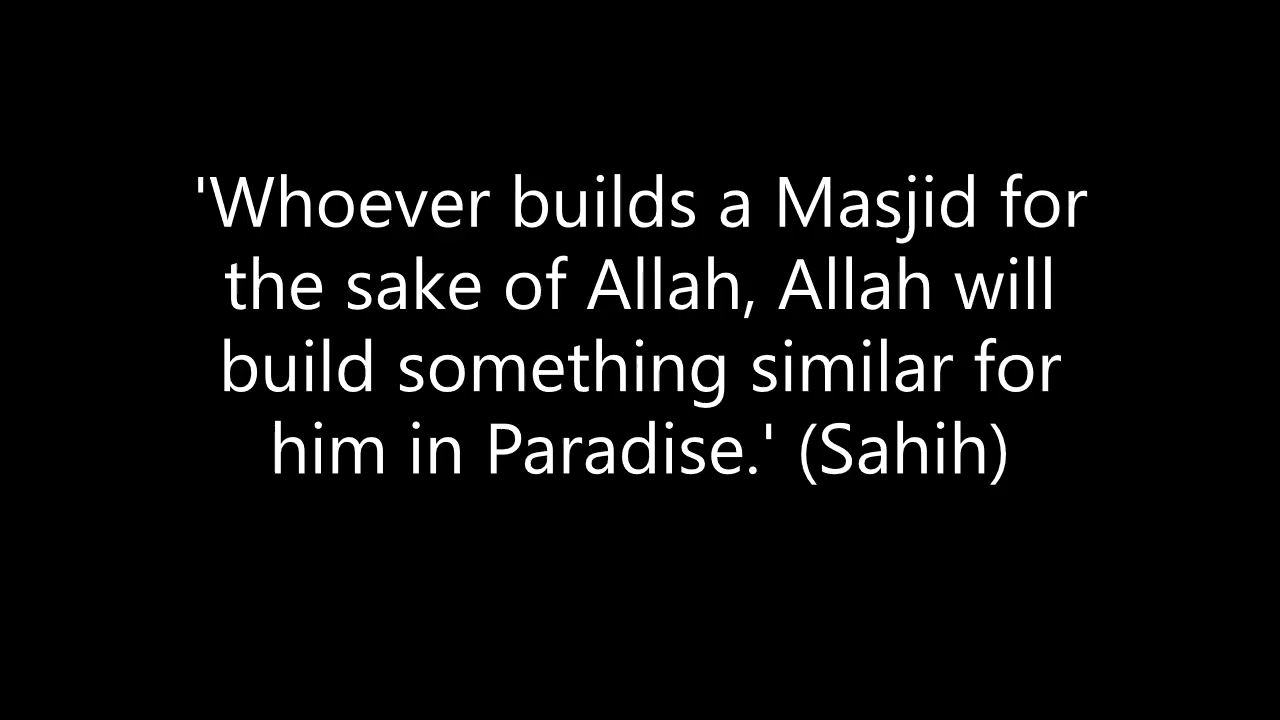 'Whoever builds a Masjid for
the sake of Allah, Allah will
build something similar for
him in Paradise.' (Sahih)